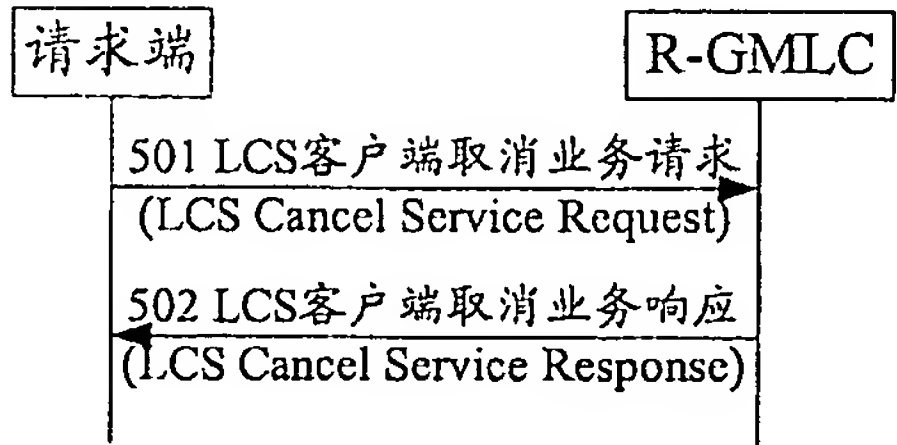 请求端
R-GMLC
501 LCS客户端取消业务请求
(LCS Cancel Service Request)
502 LCS客户端取消业务响应
(LCS Cancel Service Response)